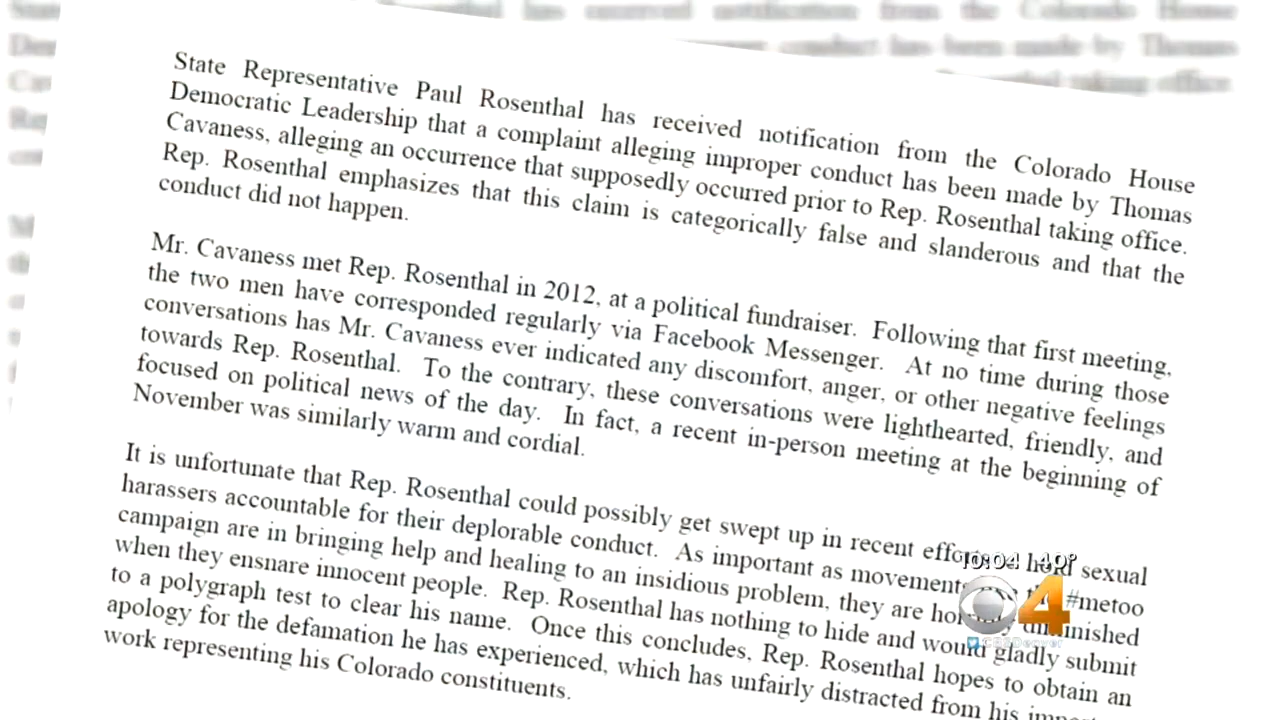 State Representative Paul Rosenthal has received notification from the Colorado House
Democratic Leadership that a complaint alleging improper conduct has been made by Thomas
Cavaness, alleging an occurrence that supposedly occurred prior to Rep. Rosenthal taking office.
Rep. Rosenthal emphasizes that this claim is categorically false and slanderous and that the
conduct did not happen.
Mr. Cavaness met Rep. Rosenthal in 2012, at a political fundraiser. Following that first meeting,
the two men have corresponded regularly via Facebook Messenger. At no time during those
conversations has Mr. Cavaness ever indicated any discomfort, anger, or other negative feelings
towards Rep. Rosenthal. To the contrary, these conversations were lighthearted, friendly, and
focused on political news of the day. In fact, a recent in-person meeting at the beginning of
November was similarly warm and cordial.
It is unfortunate that Rep. Rosenthal could possibly get swept up in recent efforts to hold sexual
harassers accountable for their deplorable conduct. As important as movements #metoo
campaign are in bringing help and healing to an insidious problem, they are diminished
when they ensnare innocent people. Rep. Rosenthal has nothing to hide and would gladly submit
to a polygraph test to clear his name. Once this concludes, Rep. Rosenthal hopes to obtain an
apology for the defamation he has experienced, which has unfairly distracted from his
work representing his Colorado constituents.
10:04 40°
4
CBSDenver